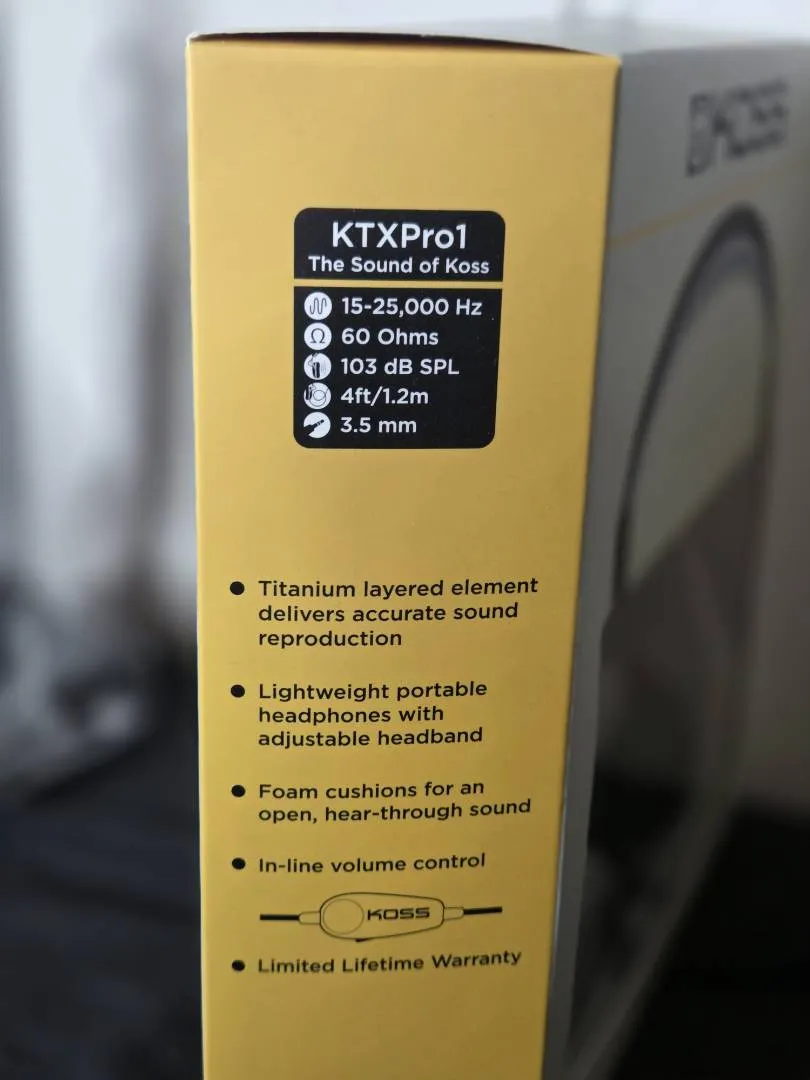 KTXPro1
The Sound of Koss
15-25,000 Hz
60 Ohms
103 dB SPL
4ft/1.2m
3.5 mm
● Titanium layered element
delivers accurate sound
reproduction
● Lightweight portable
headphones with
adjustable headband
● Foam cushions for an
open, hear-through sound
● In-line volume control
KOSS
● Limited Lifetime Warranty
KOSS